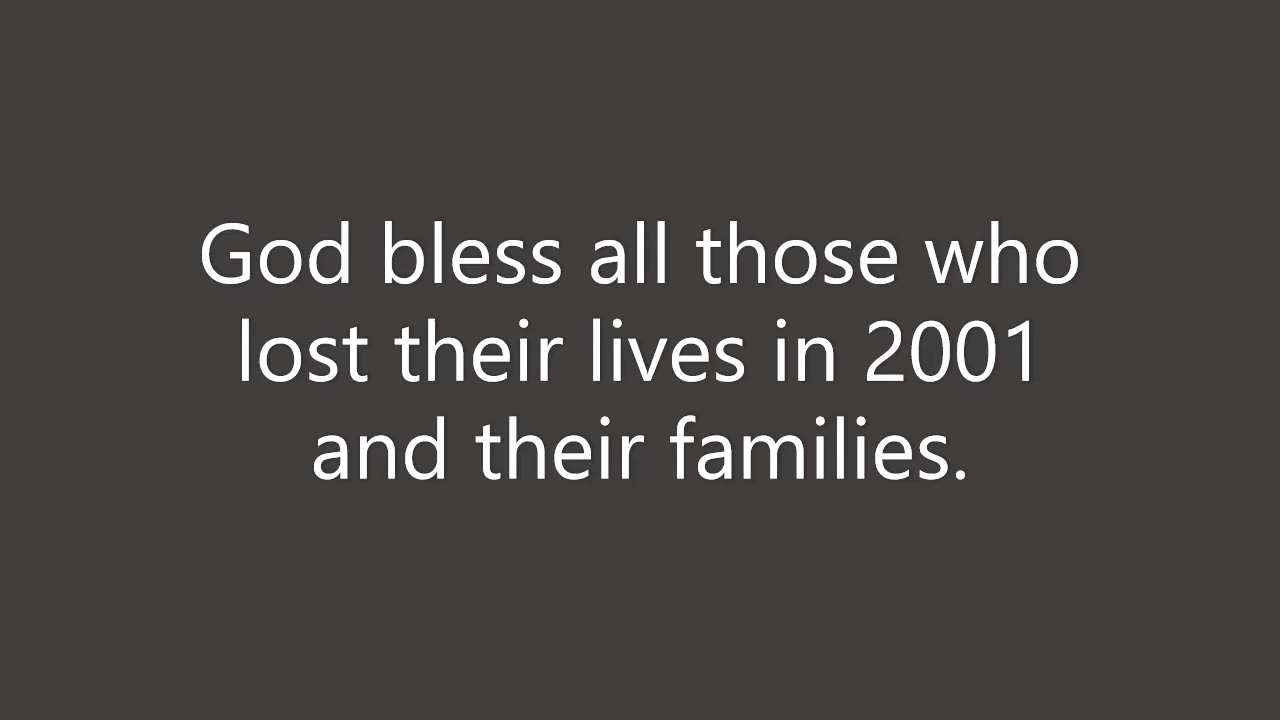 God bless all those who
lost their lives in 2001
and their families.